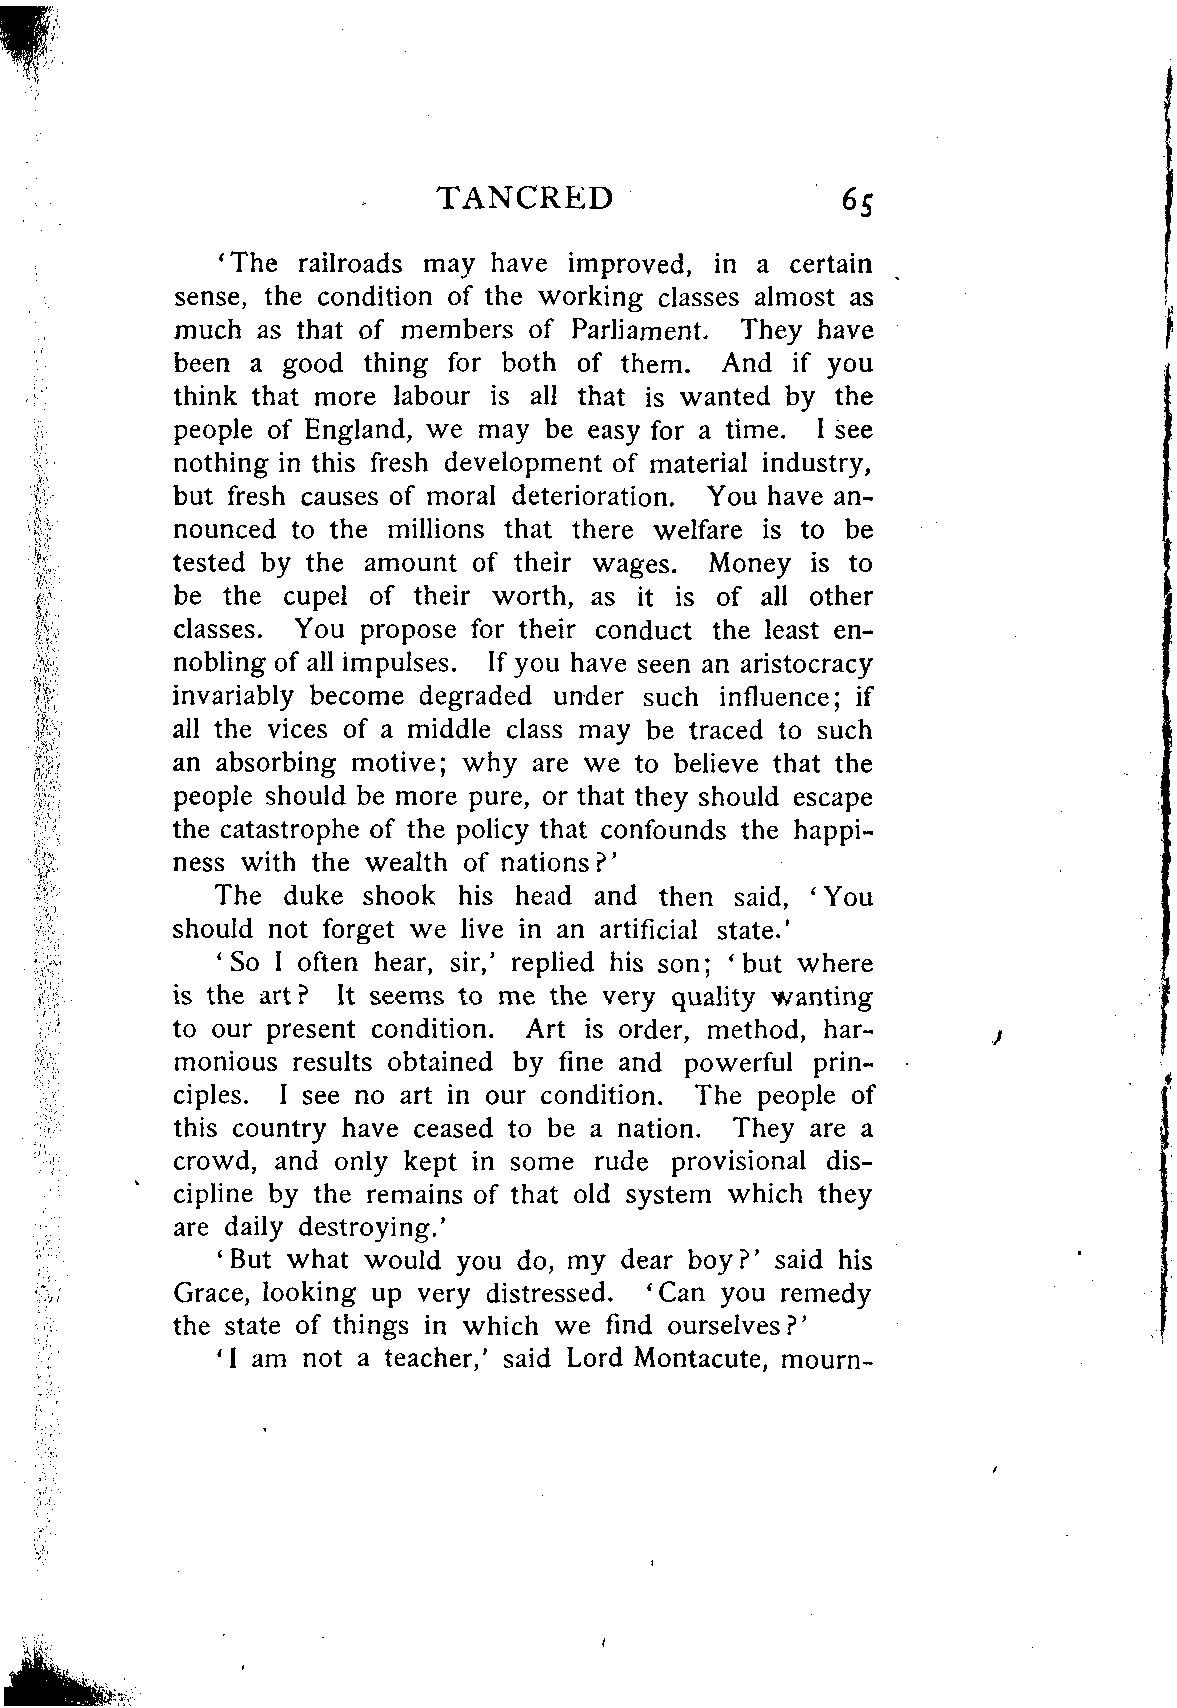 TANCRED 65
‘The railroads may have improved, in a certain
sense, the condition of the working classes almost as
much as that of members of Parliament. They have
been a good thing for both of them. And if you
think that more labour is all that is wanted by the
people of England, we may be easy for a time. I see
nothing in this fresh development of material industry,
but fresh causes of moral deterioration. You have an-
nounced to the millions that there welfare is to be
tested by the amount of their wages. Money is to
be the cupel of their worth, as it is of all other
classes. You propose for their conduct the least en-
nobling of all impulses. If you have seen an aristocracy
invariably become degraded under such influence; if
all the vices of a middle class may be traced to such
an absorbing motive; why are we to believe that the
people should be more pure, or that they should escape
the catastrophe of the policy that confounds the happi-
ness with the wealth of nations?’
The duke shook his head and then said, ‘You
should not forget we live in an artificial state.’
‘So I often hear, sir,’ replied his son; ‘but where
is the art? It seems to me the very quality wanting
to our present condition. Art is order, method, har-
monious results obtained by fine and powerful prin-
ciples. I see no art in our condition. The people of
this country have ceased to be a nation. They are a
crowd, and only kept in some rude provisional dis-
cipline by the remains of that old system which they
are daily destroying.’
‘But what would you do, my dear boy?’ said his
Grace, looking up very distressed. ‘Can you remedy
the state of things in which we find ourselves?’
‘I am not a teacher,’ said Lord Montacute, mourn-